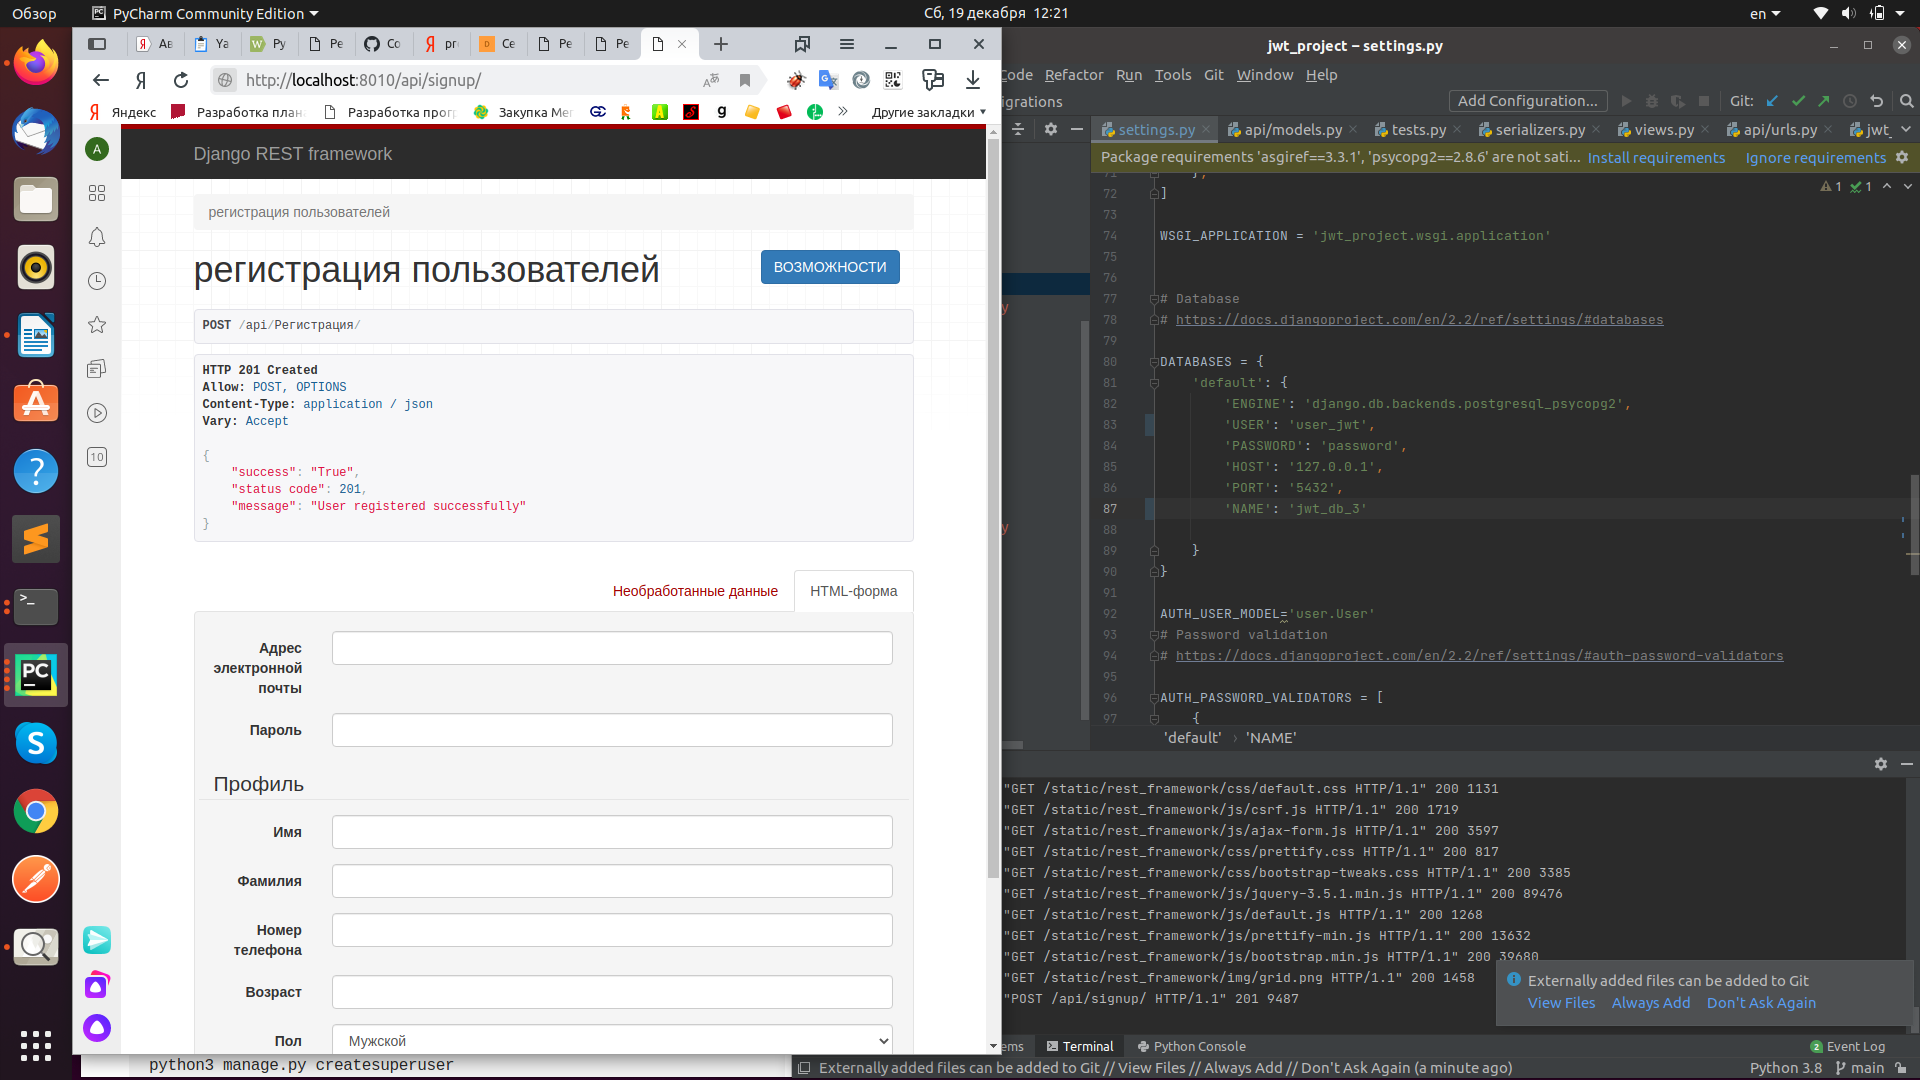 Обзор
PyCharm Community Edition
Сб, 19 декабря 12:21
en
Ав
Ya
Py
Pe
Co
pr
Ce
Pe
Pe
http://localhost:8010/api/signup/
Яндекс
Разработка план
Разработка прог
Закупка Мег
Другие закладки
A
10
Django REST framework
регистрация пользователей
регистрация пользователей
ВОЗМОЖНОСТИ
POST /api/Регистрация/
HTTP 201 Created
Allow: POST, OPTIONS
Content-Type: application / json
Vary: Accept
{
"success": "True",
"status code": 201,
"message": "User registered successfully"
}
Необработанные данные
HTML-форма
Адрес электронной почты
Пароль
Профиль
Имя
Фамилия
Номер телефона
Возраст
Пол
Мужской
python3 manage.py createsuperuser
jwt_project – settings.py
Code Refactor Run Tools Git Window Help
igrations
Add Configuration...
Git:
settings.py
api/models.py
tests.py
serializers.py
views.py
api/urls.py
jwt_
Package requirements 'asgiref==3.3.1', 'psycopg2==2.8.6' are not sati...
Install requirements
Ignore requirements
1 1
71 },
72 ]
73
74 WSGI_APPLICATION = 'jwt_project.wsgi.application'
75
76
77 # Database
78 # https://docs.djangoproject.com/en/2.2/ref/settings/#databases
79
80 DATABASES = {
81 'default': {
82 'ENGINE': 'django.db.backends.postgresql_psycopg2',
83 'USER': 'user_jwt',
84 'PASSWORD': 'password',
85 'HOST': '127.0.0.1',
86 'PORT': '5432',
87 'NAME': 'jwt_db_3'
88
89 }
90 }
91
92 AUTH_USER_MODEL='user.User'
93 # Password validation
94 # https://docs.djangoproject.com/en/2.2/ref/settings/#auth-password-validators
95
96 AUTH_PASSWORD_VALIDATORS = [
97 {
'default' › 'NAME'
"GET /static/rest_framework/css/default.css HTTP/1.1" 200 1131
"GET /static/rest_framework/js/csrf.js HTTP/1.1" 200 1719
"GET /static/rest_framework/js/ajax-form.js HTTP/1.1" 200 3597
"GET /static/rest_framework/css/prettify.css HTTP/1.1" 200 817
"GET /static/rest_framework/css/bootstrap-tweaks.css HTTP/1.1" 200 3385
"GET /static/rest_framework/js/jquery-3.5.1.min.js HTTP/1.1" 200 89476
"GET /static/rest_framework/js/default.js HTTP/1.1" 200 1268
"GET /static/rest_framework/js/prettify-min.js HTTP/1.1" 200 13632
"GET /static/rest_framework/js/bootstrap.min.js HTTP/1.1" 200 39680
"GET /static/rest_framework/img/grid.png HTTP/1.1" 200 1458
"POST /api/signup/ HTTP/1.1" 201 9487
Externally added files can be added to Git
View Files Always Add Don't Ask Again
ems
Terminal
Python Console
2 Event Log
Externally added files can be added to Git // View Files // Always Add // Don't Ask Again (a minute ago)
Python 3.8
main